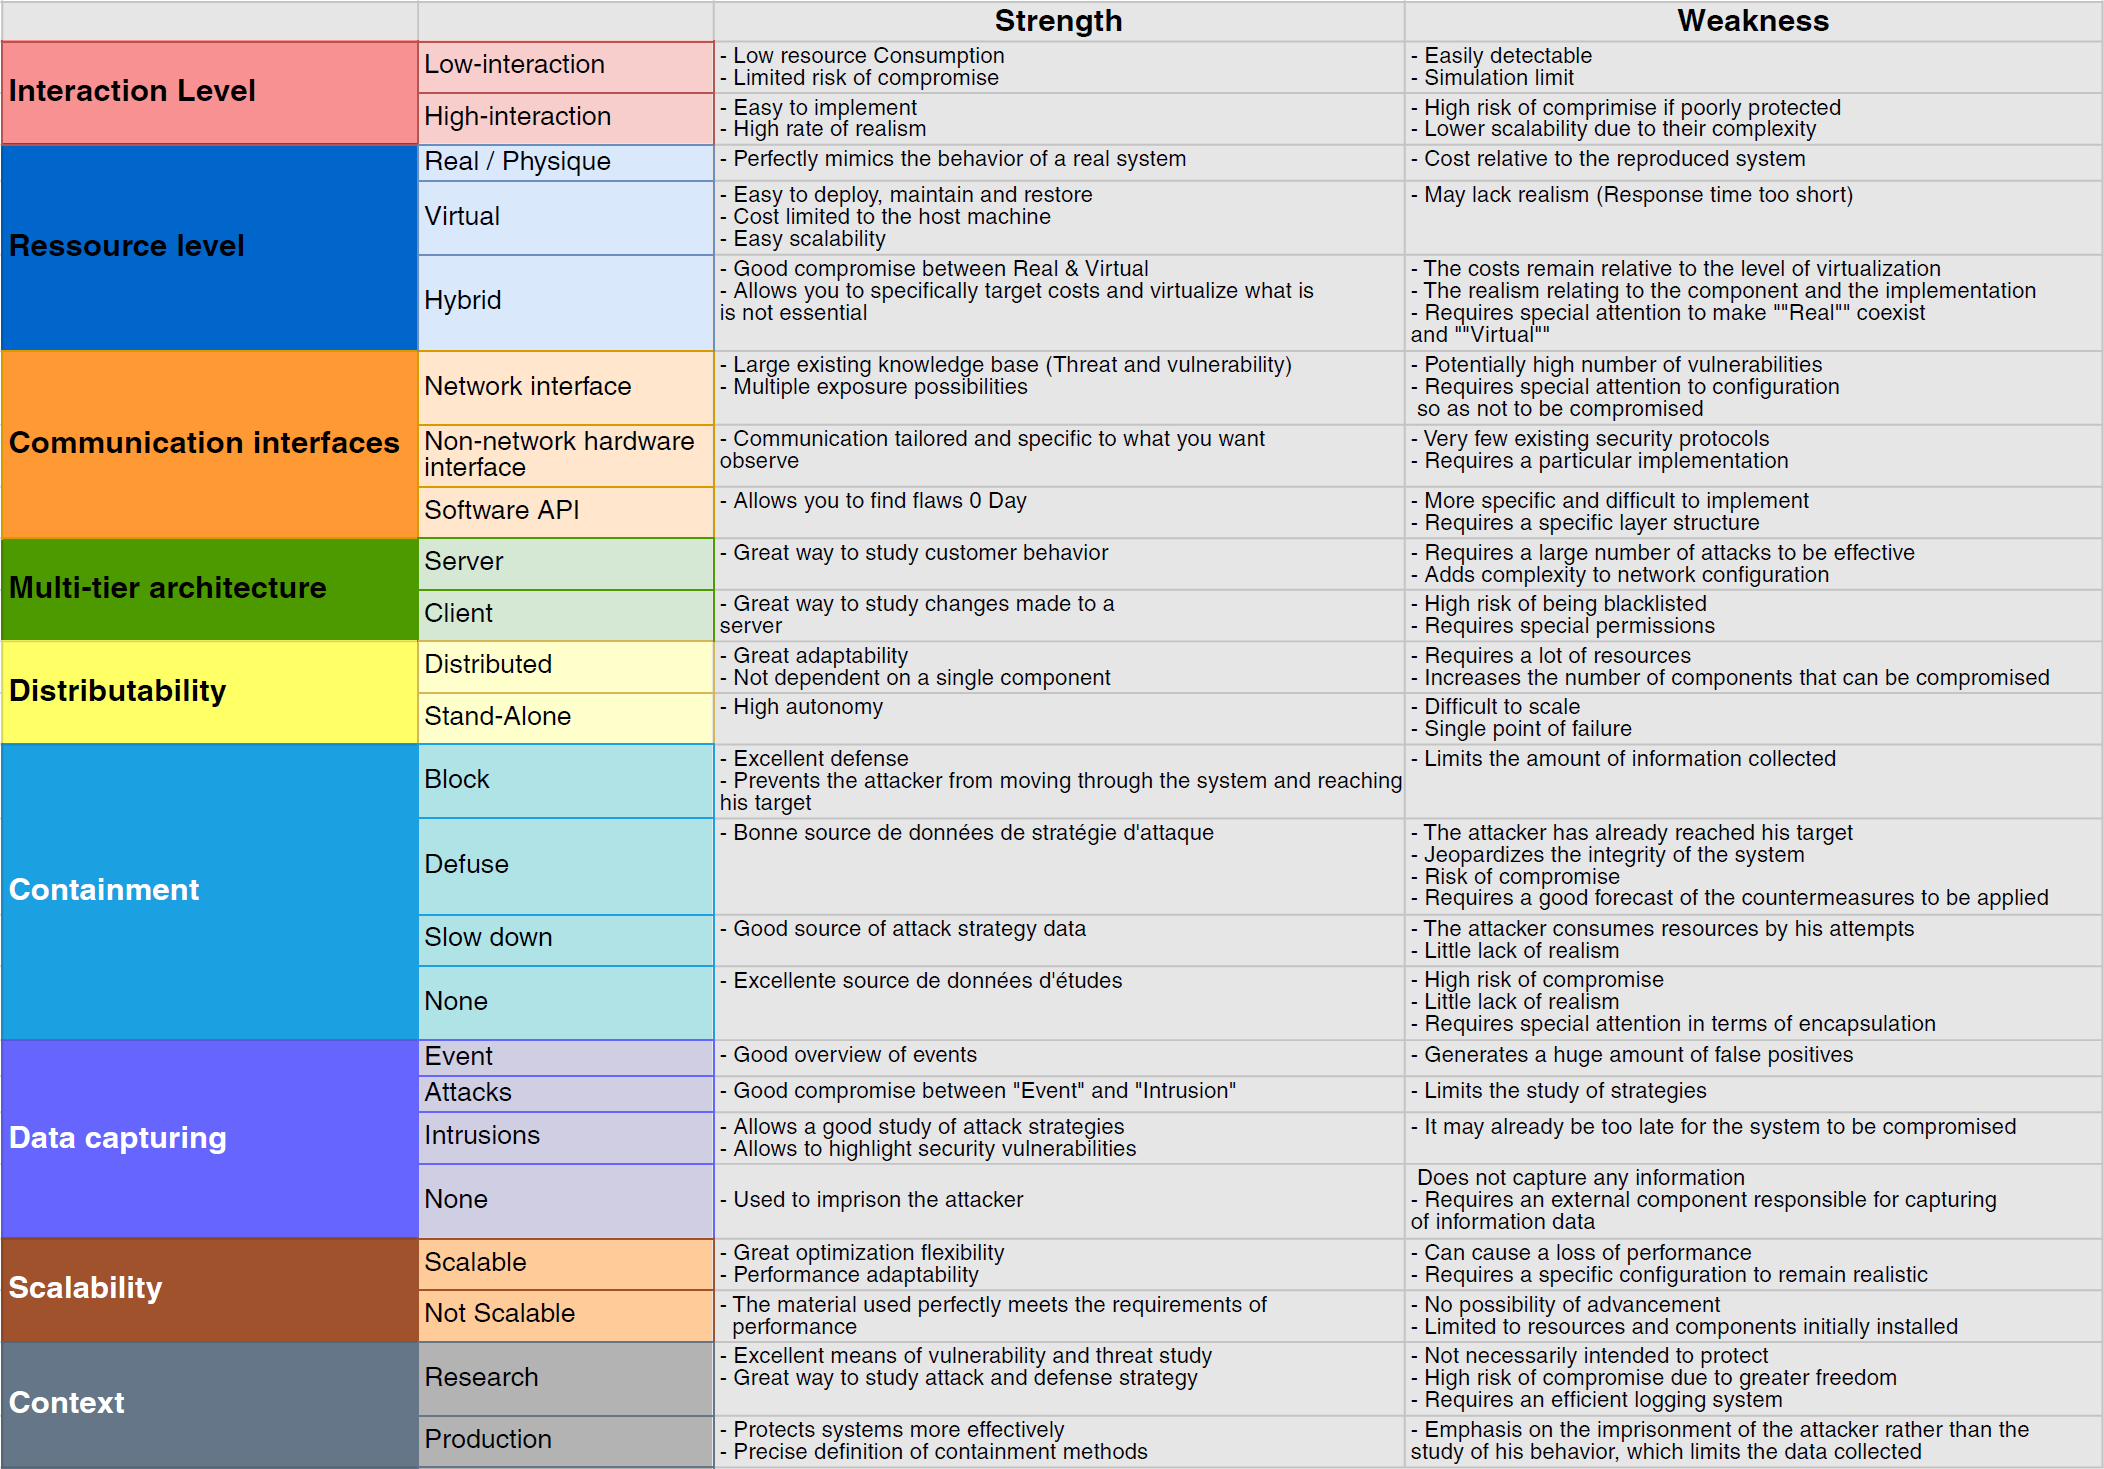 Strength
Weakness
Interaction Level
Low-interaction
- Low resource Consumption
- Limited risk of compromise
- Easily detectable
- Simulation limit
High-interaction
- Easy to implement
- High rate of realism
- High risk of comprimise if poorly protected
- Lower scalability due to their complexity
Ressource level
Real / Physique
- Perfectly mimics the behavior of a real system
- Cost relative to the reproduced system
Virtual
- Easy to deploy, maintain and restore
- Cost limited to the host machine
- Easy scalability
- May lack realism (Response time too short)
Hybrid
- Good compromise between Real & Virtual
- Allows you to specifically target costs and virtualize what is
is not essential
- The costs remain relative to the level of virtualization
- The realism relating to the component and the implementation
- Requires special attention to make ""Real"" coexist
and ""Virtual""
Communication interfaces
Network interface
- Large existing knowledge base (Threat and vulnerability)
- Multiple exposure possibilities
- Potentially high number of vulnerabilities
- Requires special attention to configuration
so as not to be compromised
Non-network hardware
interface
- Communication tailored and specific to what you want
observe
- Very few existing security protocols
- Requires a particular implementation
Software API
- Allows you to find flaws 0 Day
- More specific and difficult to implement
- Requires a specific layer structure
Multi-tier architecture
Server
- Great way to study customer behavior
- Requires a large number of attacks to be effective
- Adds complexity to network configuration
Client
- Great way to study changes made to a
server
- High risk of being blacklisted
- Requires special permissions
Distributability
Distributed
- Great adaptability
- Not dependent on a single component
- Requires a lot of resources
- Increases the number of components that can be compromised
Stand-Alone
- High autonomy
- Difficult to scale
- Single point of failure
Containment
Block
- Excellent defense
- Prevents the attacker from moving through the system and reaching
his target
- Limits the amount of information collected
Defuse
- Bonne source de données de stratégie d'attaque
- The attacker has already reached his target
- Jeopardizes the integrity of the system
- Risk of compromise
- Requires a good forecast of the countermeasures to be applied
Slow down
- Good source of attack strategy data
- The attacker consumes resources by his attempts
- Little lack of realism
None
- Excellente source de données d'études
- High risk of compromise
- Little lack of realism
- Requires special attention in terms of encapsulation
Data capturing
Event
- Good overview of events
- Generates a huge amount of false positives
Attacks
- Good compromise between "Event" and "Intrusion"
- Limits the study of strategies
Intrusions
- Allows a good study of attack strategies
- Allows to highlight security vulnerabilities
- It may already be too late for the system to be compromised
None
- Used to imprison the attacker
Does not capture any information
- Requires an external component responsible for capturing
of information data
Scalability
Scalable
- Great optimization flexibility
- Performance adaptability
- Can cause a loss of performance
- Requires a specific configuration to remain realistic
Not Scalable
- The material used perfectly meets the requirements of
performance
- No possibility of advancement
- Limited to resources and components initially installed
Context
Research
- Excellent means of vulnerability and threat study
- Great way to study attack and defense strategy
- Not necessarily intended to protect
- High risk of compromise due to greater freedom
- Requires an efficient logging system
Production
- Protects systems more effectively
- Precise definition of containment methods
- Emphasis on the imprisonment of the attacker rather than the
study of his behavior, which limits the data collected